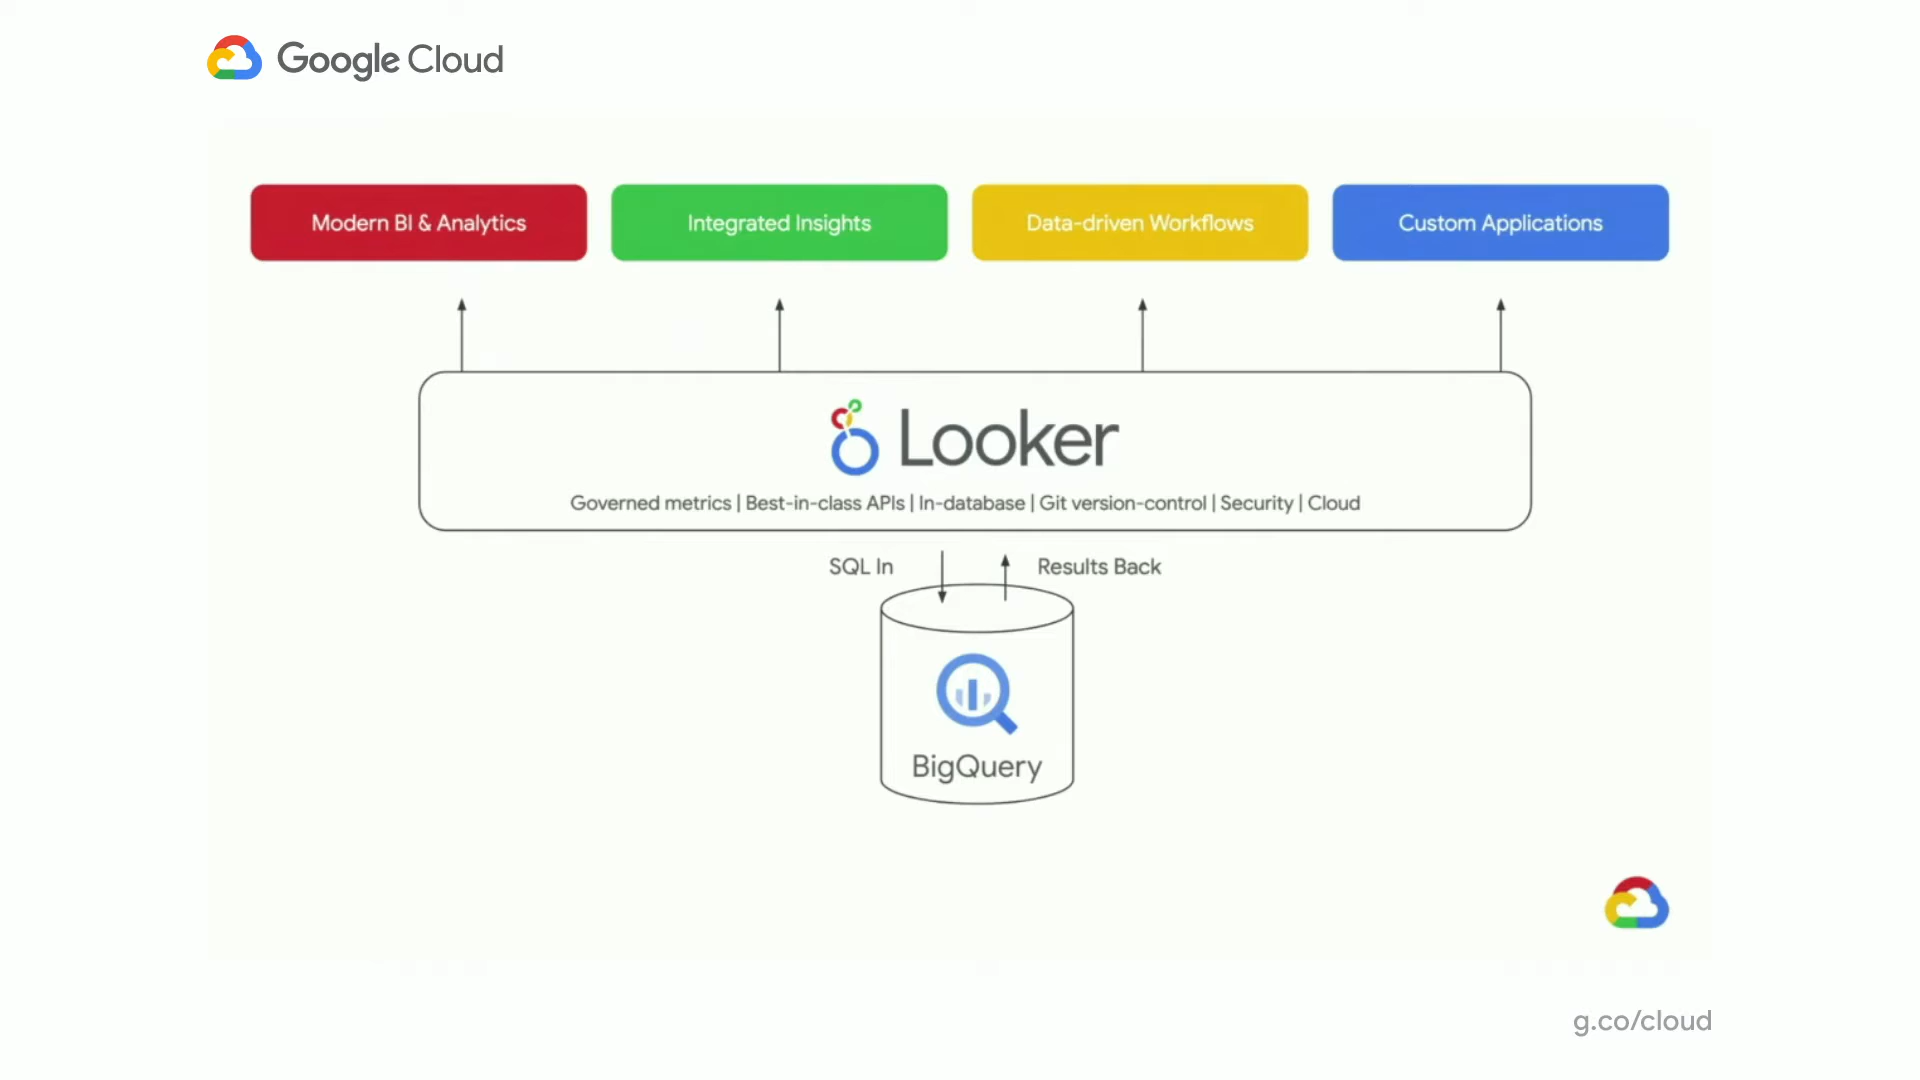 Google Cloud
Modern BI & Analytics
Integrated Insights
Data-driven Workflows
Custom Applications
Looker
Governed metrics | Best-in-class APIs | In-database | Git version-control | Security | Cloud
SQL In
Results Back
BigQuery
g.co/cloud